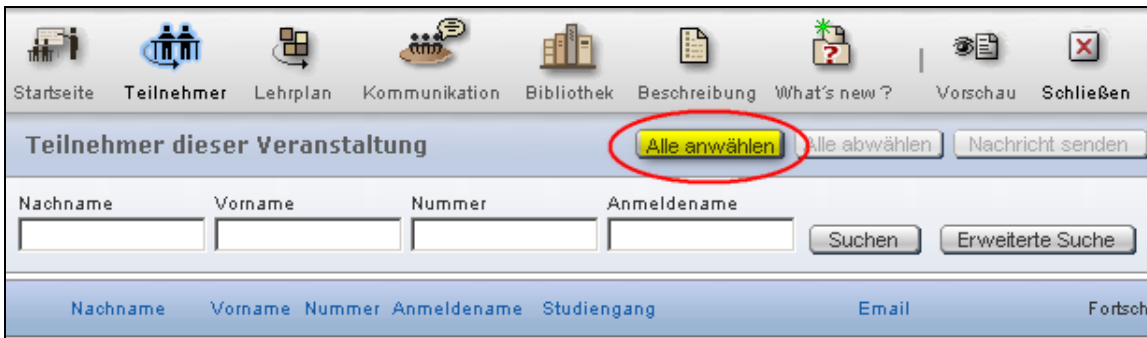 Startseite Teilnehmer Lehrplan Kommunikation Bibliothek Beschreibung What's new ? Vorschau Schließen
Teilnehmer dieser Veranstaltung Alle anwählen Alle abwählen Nachricht senden
Nachname Vorname Nummer Anmeldename
Suchen Erweiterte Suche
Nachname Vorname Nummer Anmeldename Studiengang Email Fortsch